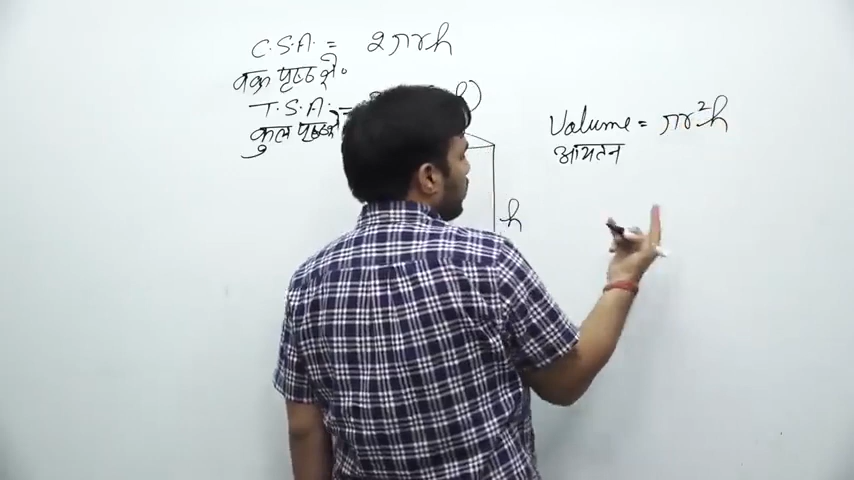 C.S.A. = 2πrh
वक्र पृष्ठ क्षे०
T.S.A. = h)
कुल पृष्ठ क्षे
h
Volume = πr²h
आयतन